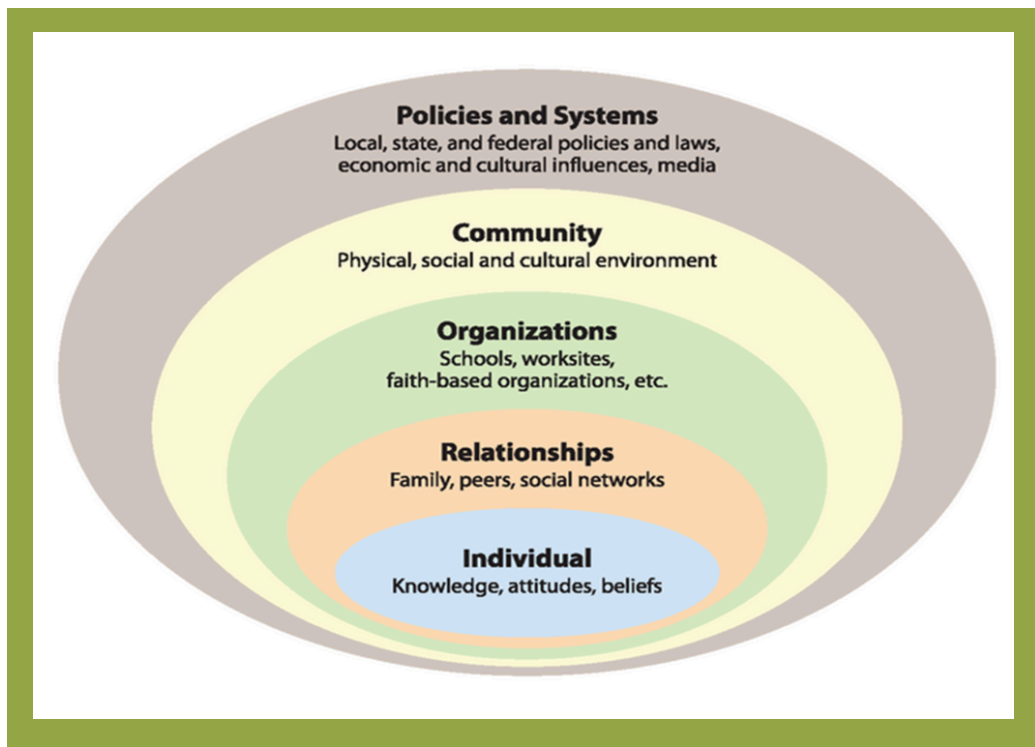 Policies and Systems
Local, state, and federal policies and laws,
economic and cultural influences, media
Community
Physical, social and cultural environment
Organizations
Schools, worksites,
faith-based organizations, etc.
Relationships
Family, peers, social networks
Individual
Knowledge, attitudes, beliefs